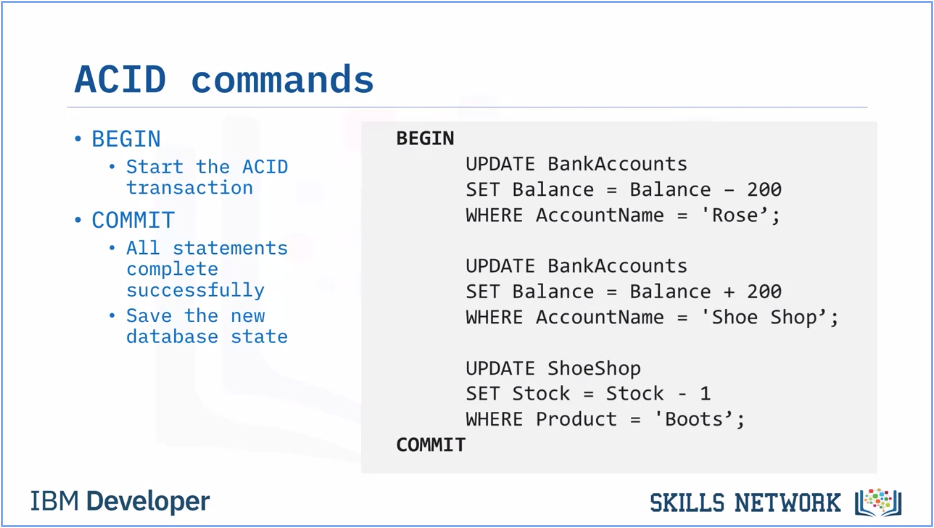 ACID commands
• BEGIN
• Start the ACID
transaction
• COMMIT
• All statements
complete
successfully
• Save the new
database state
BEGIN
UPDATE BankAccounts
SET Balance = Balance – 200
WHERE AccountName = 'Rose’;
UPDATE BankAccounts
SET Balance = Balance + 200
WHERE AccountName = 'Shoe Shop’;
UPDATE ShoeShop
SET Stock = Stock - 1
WHERE Product = 'Boots’;
COMMIT
IBM Developer
SKILLS NETWORK